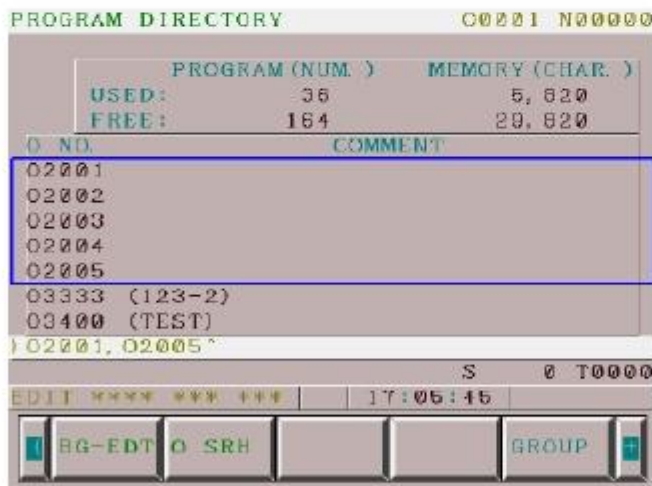 PROGRAM DIRECTORY O0001 N00000
PROGRAM (NUM. ) MEMORY (CHAR. )
USED: 36 5,820
FREE: 164 29,820
O NO. COMMENT
O2001
O2002
O2003
O2004
O2005
O3333 (123-2)
O3400 (TEST)
)O2001,O2005^
S 0 T0000
EDIT **** *** *** 17:05:45
( BG-EDT O SRH GROUP +